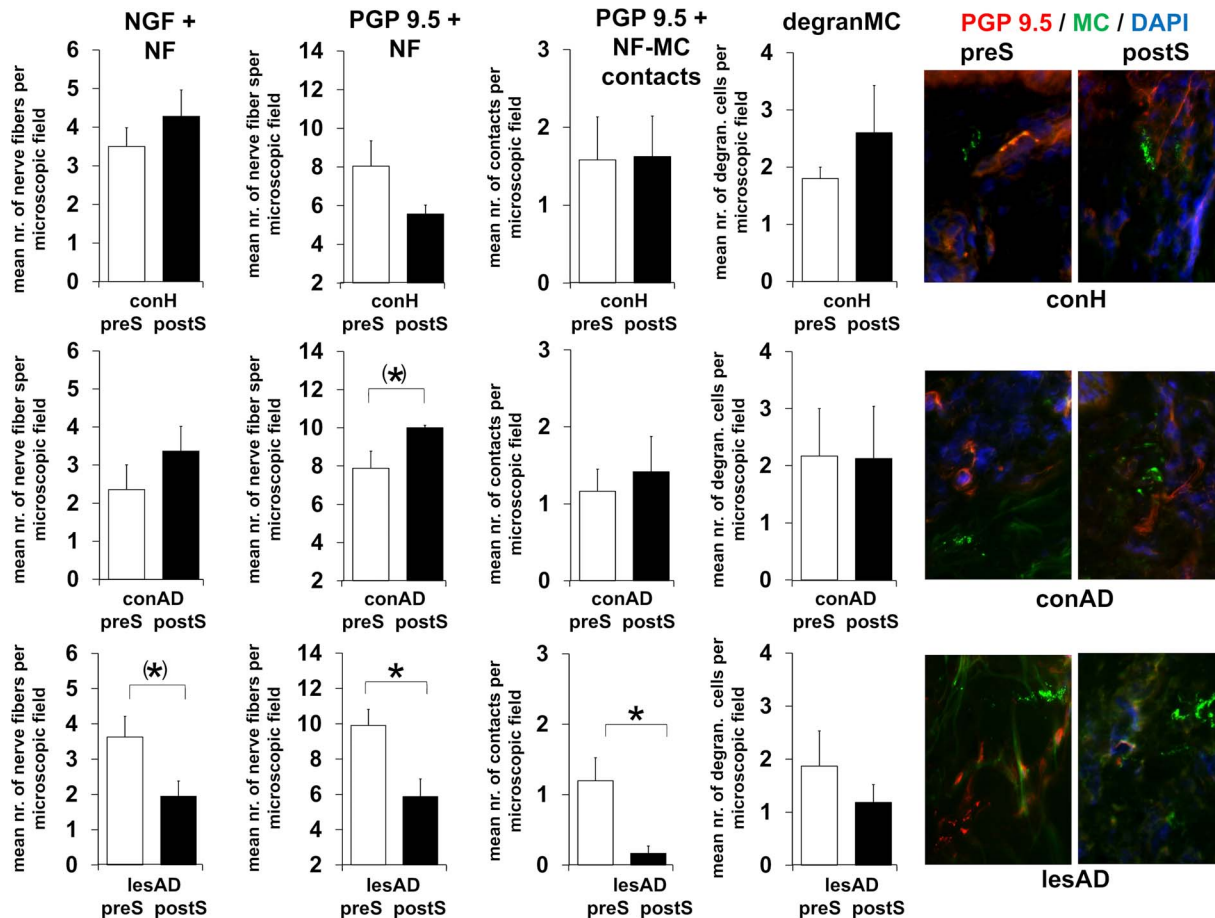 NGF +
NF
PGP 9.5 +
NF
PGP 9.5 +
NF-MC
contacts
degranMC
PGP 9.5 / MC / DAPI
preS postS
mean nr. of nerve fibers per
microscopic field
6
5
4
3
2
1
0
conH
preS postS
mean nr. of nerve fiber sper
microscopic field
14
12
10
8
6
4
2
conH
preS postS
mean nr. of contacts per
microscopic field
3
2
1
0
conH
preS postS
mean nr. of degran. cells per
microscopic field
4
3
2
1
0
conH
preS postS
conH
mean nr. of nerve fiber sper
microscopic field
6
5
4
3
2
1
0
conAD
preS postS
mean nr. of nerve fiber sper
microscopic field
14
12
10
8
6
4
2
(*)
conAD
preS postS
mean nr. of contacts per
microscopic field
3
2
1
0
conAD
preS postS
mean nr. of degran. cells per
microscopic field
4
3
2
1
0
conAD
preS postS
conAD
mean nr. of nerve fibers per
microscopic field
6
5
4
3
2
1
0
(*)
lesAD
preS postS
mean nr. of nerve fibers per
microscopic field
14
12
10
8
6
4
2
*
lesAD
preS postS
mean nr. of contacts per
microscopic field
3
2
1
0
*
lesAD
preS postS
mean nr. of degran. cells per
microscopic field
4
3
2
1
0
lesAD
preS postS
lesAD